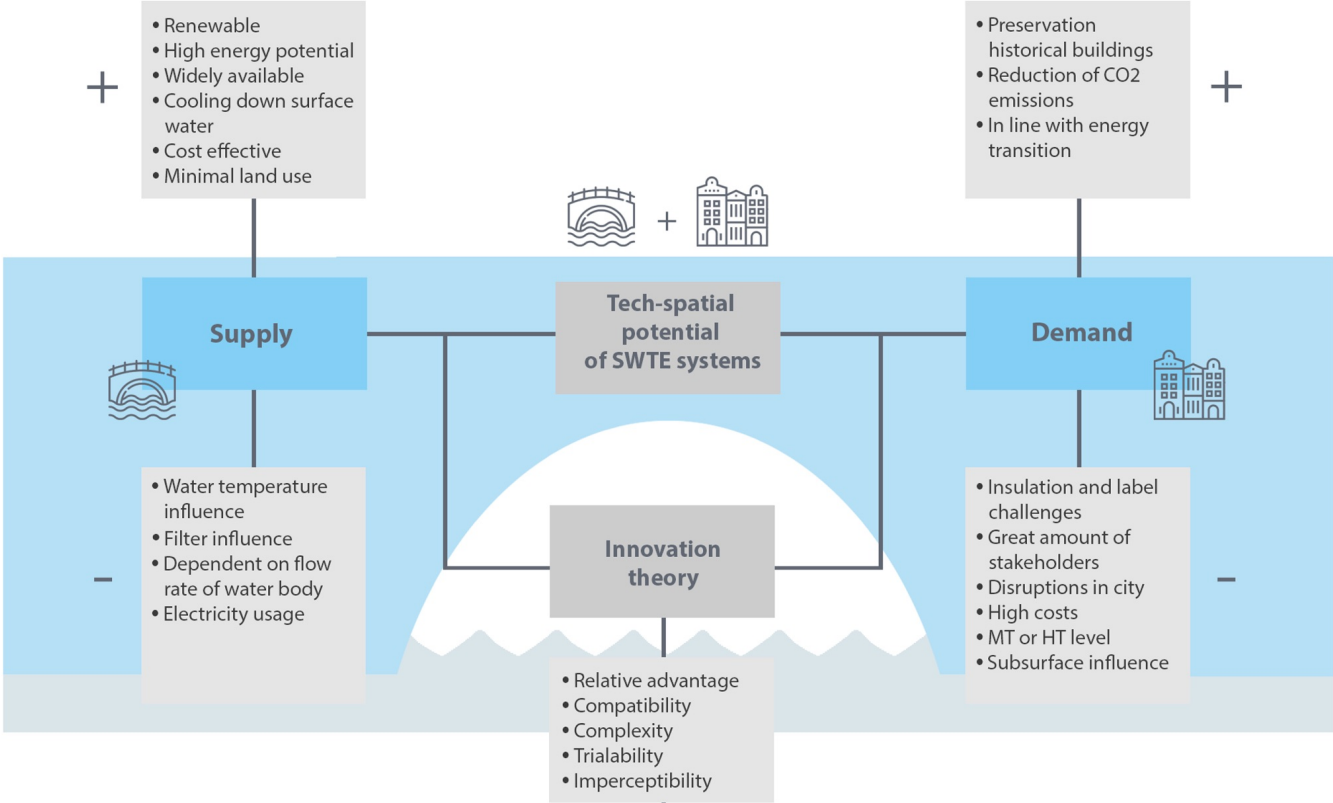 • Renewable
• High energy potential
• Widely available
• Cooling down surface
water
• Cost effective
• Minimal land use
+
• Preservation
historical buildings
• Reduction of CO2
emissions
• In line with energy
transition
+
+
Supply
Tech-spatial
potential
of SWTE systems
Demand
• Water temperature
influence
• Filter influence
• Dependent on flow
rate of water body
• Electricity usage
-
Innovation
theory
• Insulation and label
challenges
• Great amount of
stakeholders
• Disruptions in city
• High costs
• MT or HT level
• Subsurface influence
-
• Relative advantage
• Compatibility
• Complexity
• Trialability
• Imperceptibility